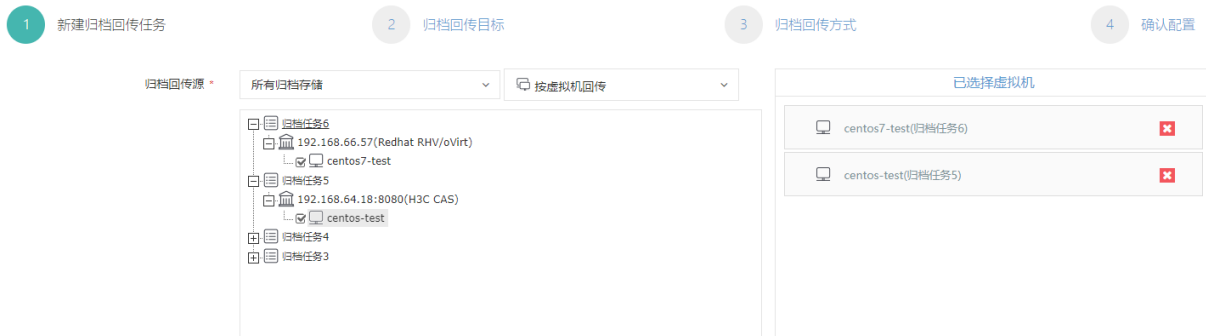 1 新建归档回传任务 2 归档回传目标 3 归档回传方式 4 确认配置
归档回传源 * 所有归档存储 按虚拟机回传 已选择虚拟机
归档任务6
192.168.66.57(Redhat RHV/oVirt)
centos7-test
归档任务5
192.168.64.18:8080(H3C CAS)
centos-test
归档任务4
归档任务3
centos7-test(归档任务6)
centos-test(归档任务5)